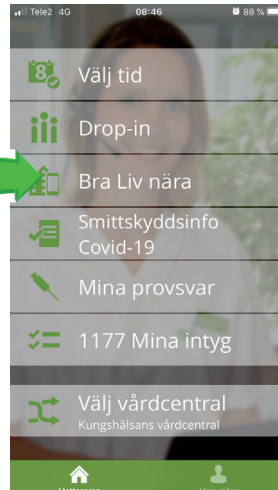 Tele2 4G 08:46 88 %
8
Välj tid
Drop-in
Bra Liv nära
Smittskyddsinfo
Covid-19
Mina provsvar
1177 Mina intyg
Välj vårdcentral
Kungshälsans vårdcentral